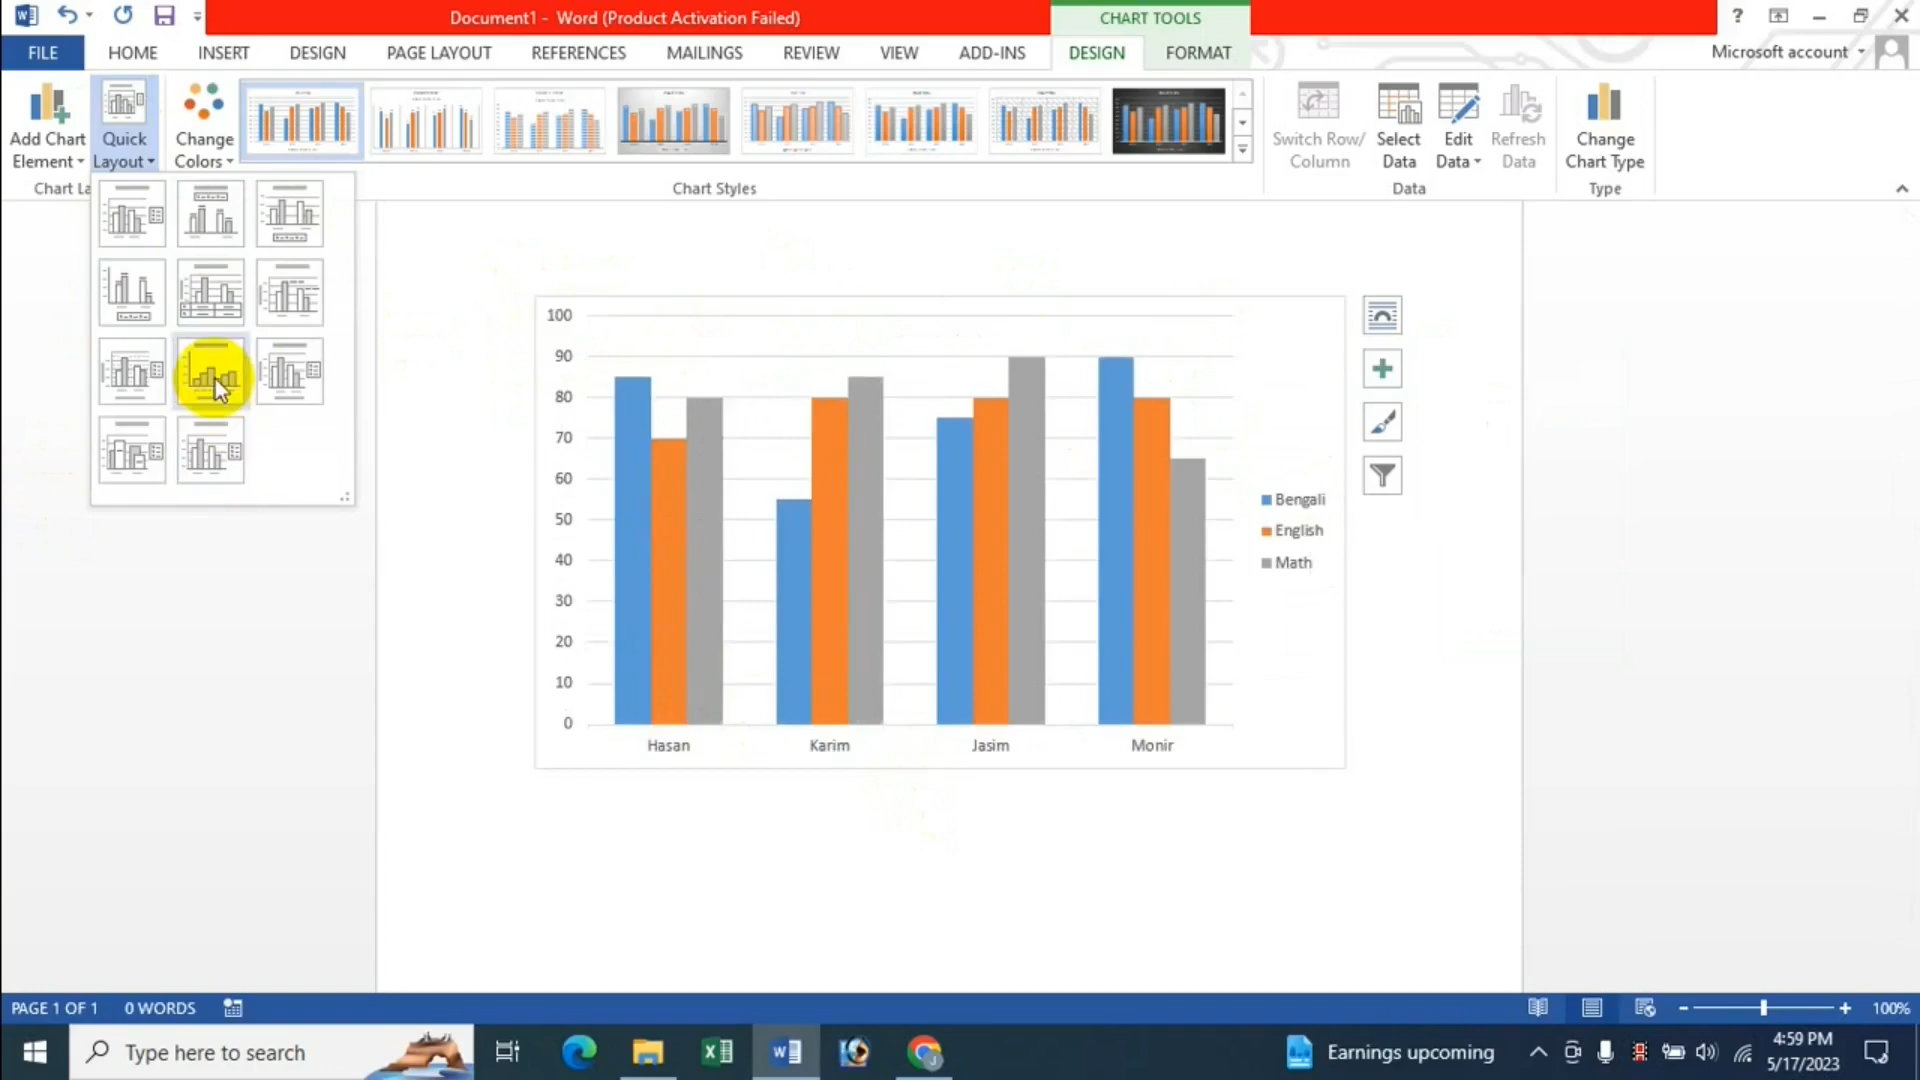 Document1 - Word (Product Activation Failed)
CHART TOOLS
?
FILE
HOME
INSERT
DESIGN
PAGE LAYOUT
REFERENCES
MAILINGS
REVIEW
VIEW
ADD-INS
DESIGN
FORMAT
Microsoft account
Add Chart
Element
Quick
Layout
Change
Colors
Switch Row/
Column
Select
Data
Edit
Data
Refresh
Data
Change
Chart Type
Chart La
Chart Styles
Data
Type
100
90
80
70
60
50
40
30
20
10
0
Hasan
Karim
Jasim
Monir
Bengali
English
Math
PAGE 1 OF 1
0 WORDS
100%
Type here to search
Earnings upcoming
4:59 PM
5/17/2023